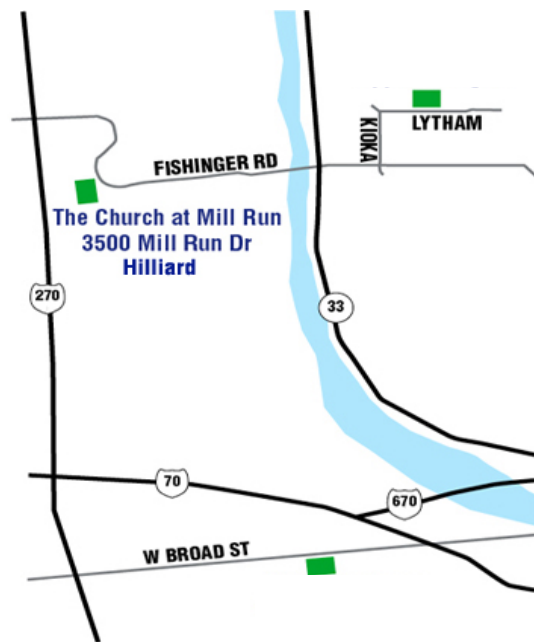 LYTHAM
KIOKA
FISHINGER RD
The Church at Mill Run
3500 Mill Run Dr
Hilliard
270
33
70
670
W BROAD ST